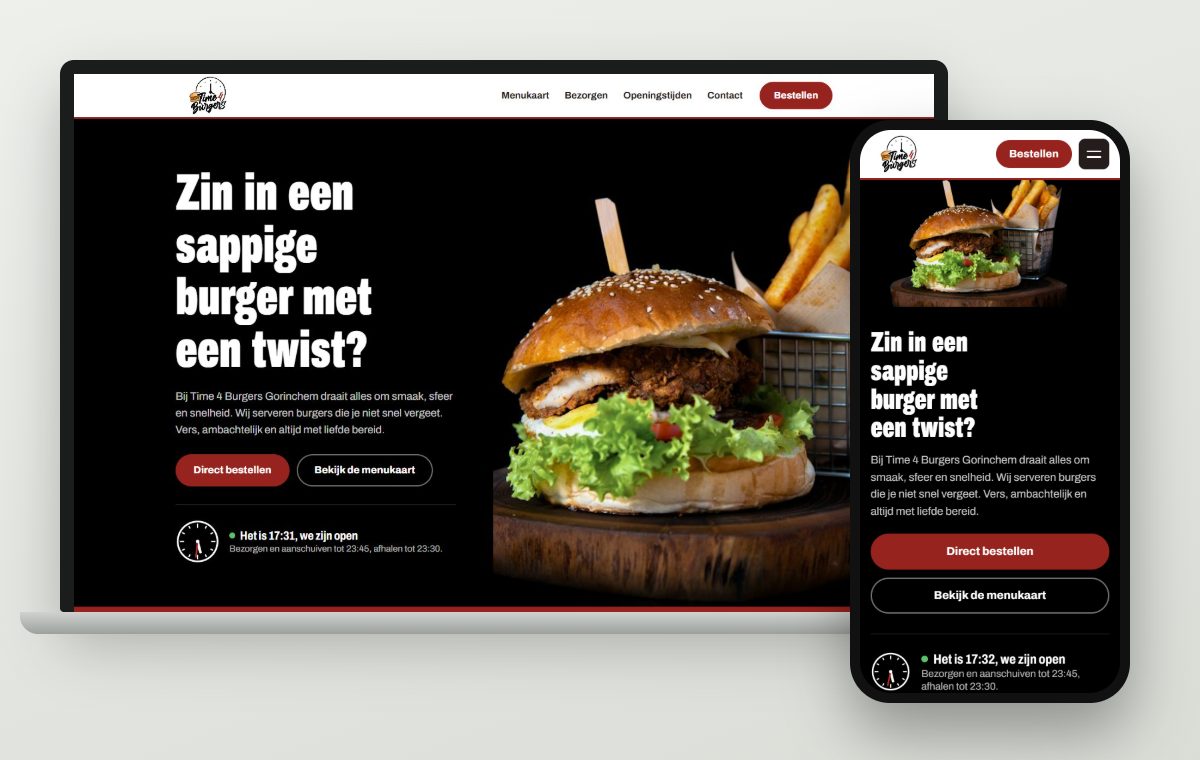 Time 4
Burgers
Menukaart Bezorgen Openingstijden Contact Bestellen
Zin in een
sappige
burger met
een twist?
Bij Time 4 Burgers Gorinchem draait alles om smaak, sfeer
en snelheid. Wij serveren burgers die je niet snel vergeet.
Vers, ambachtelijk en altijd met liefde bereid.
Direct bestellen Bekijk de menukaart
Het is 17:31, we zijn open
Bezorgen en aanschuiven tot 23:45, afhalen tot 23:30.
Time 4
Burgers
Bestellen
Zin in een
sappige
burger met
een twist?
Bij Time 4 Burgers Gorinchem draait alles om
smaak, sfeer en snelheid. Wij serveren burgers
die je niet snel vergeet. Vers, ambachtelijk en
altijd met liefde bereid.
Direct bestellen
Bekijk de menukaart
Het is 17:32, we zijn open
Bezorgen en aanschuiven tot 23:45,
afhalen tot 23:30.